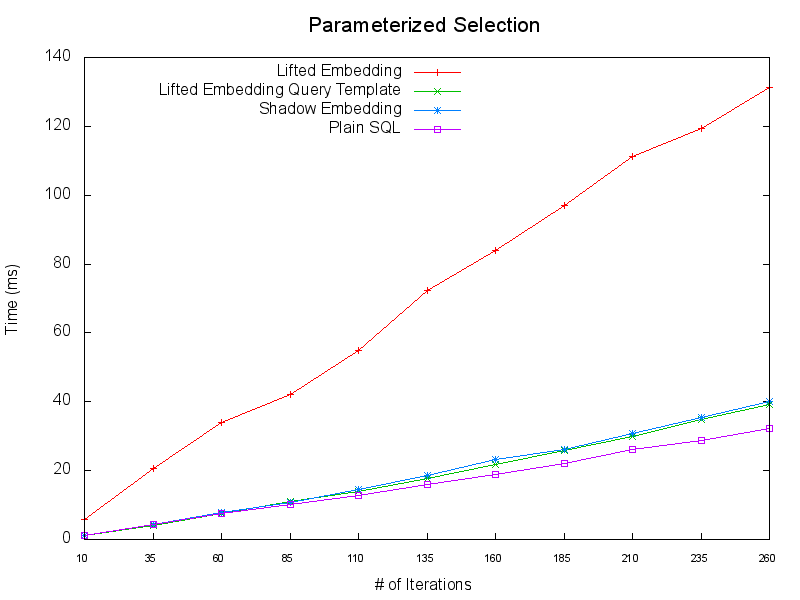 Parameterized Selection
140
120
100
80
60
40
20
0
Time (ms)
Lifted Embedding
Lifted Embedding Query Template
Shadow Embedding
Plain SQL
10 35 60 85 110 135 160 185 210 235 260
# of Iterations